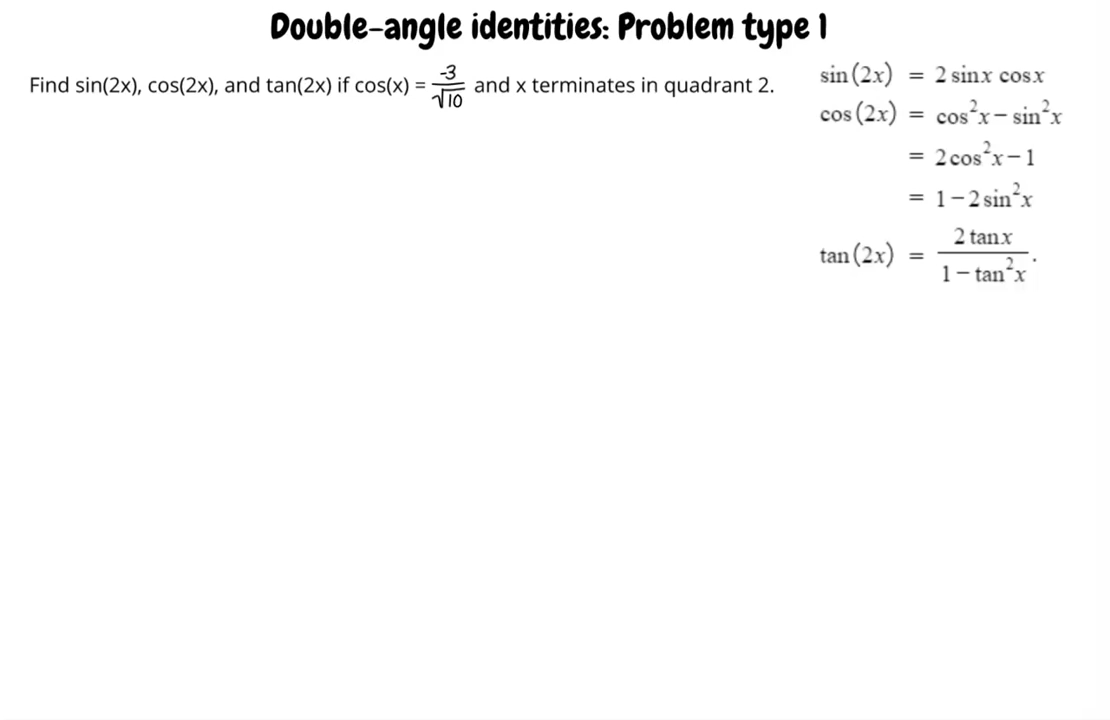 Double-angle identities: Problem type 1
Find sin(2x), cos(2x), and tan(2x) if cos(x) = -3/√10 and x terminates in quadrant 2.
sin(2x) = 2 sinx cosx
cos(2x) = cos²x − sin²x
= 2cos²x − 1
= 1 − 2 sin²x
tan(2x) = 2 tanx / 1 − tan²x.